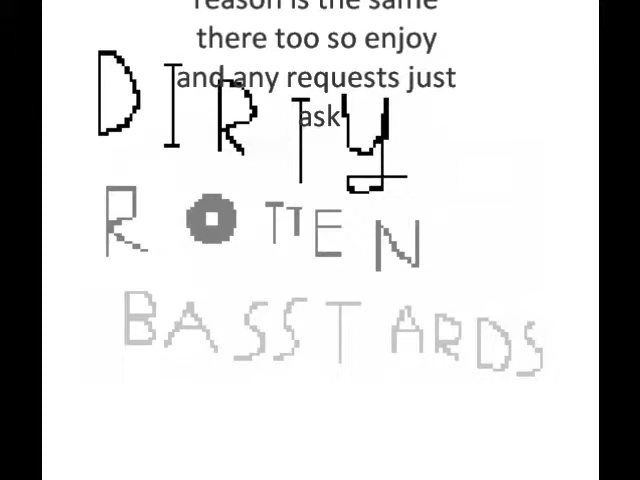 reason is the same
there too so enjoy
and any requests just
ask
DIRTY
ROTTEN
BASSTARDS